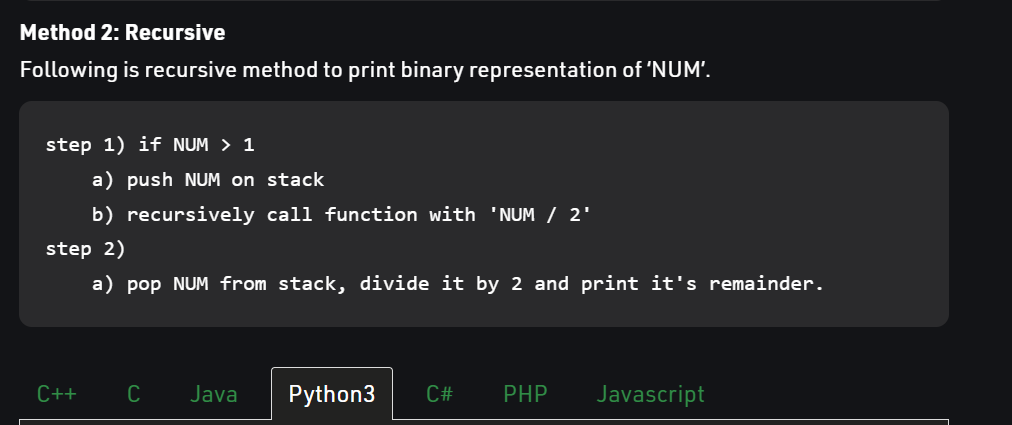 Method 2: Recursive
Following is recursive method to print binary representation of ‘NUM’.
step 1) if NUM > 1
a) push NUM on stack
b) recursively call function with 'NUM / 2'
step 2)
a) pop NUM from stack, divide it by 2 and print it's remainder.
C++ C Java Python3 C# PHP Javascript